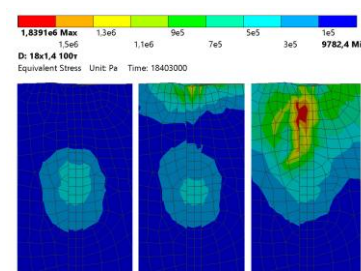 1,8391e6 Max 1,3e6 9e5 5e5 1e5
1,5e6 1,1e6 7e5 3e5 9782,4 Mi
D: 18x1,4 100т
Equivalent Stress Unit: Pa Time: 18403000